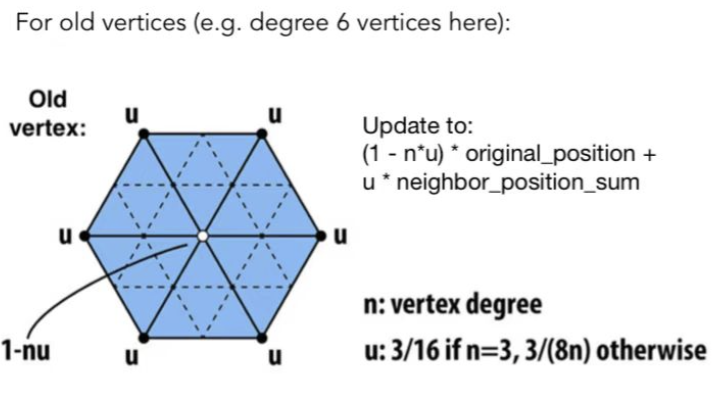 For old vertices (e.g. degree 6 vertices here):
Old
vertex:
u
u
Update to:
(1 - n*u) * original_position +
u * neighbor_position_sum
u
u
n: vertex degree
1-nu
u
u
u: 3/16 if n=3, 3/(8n) otherwise